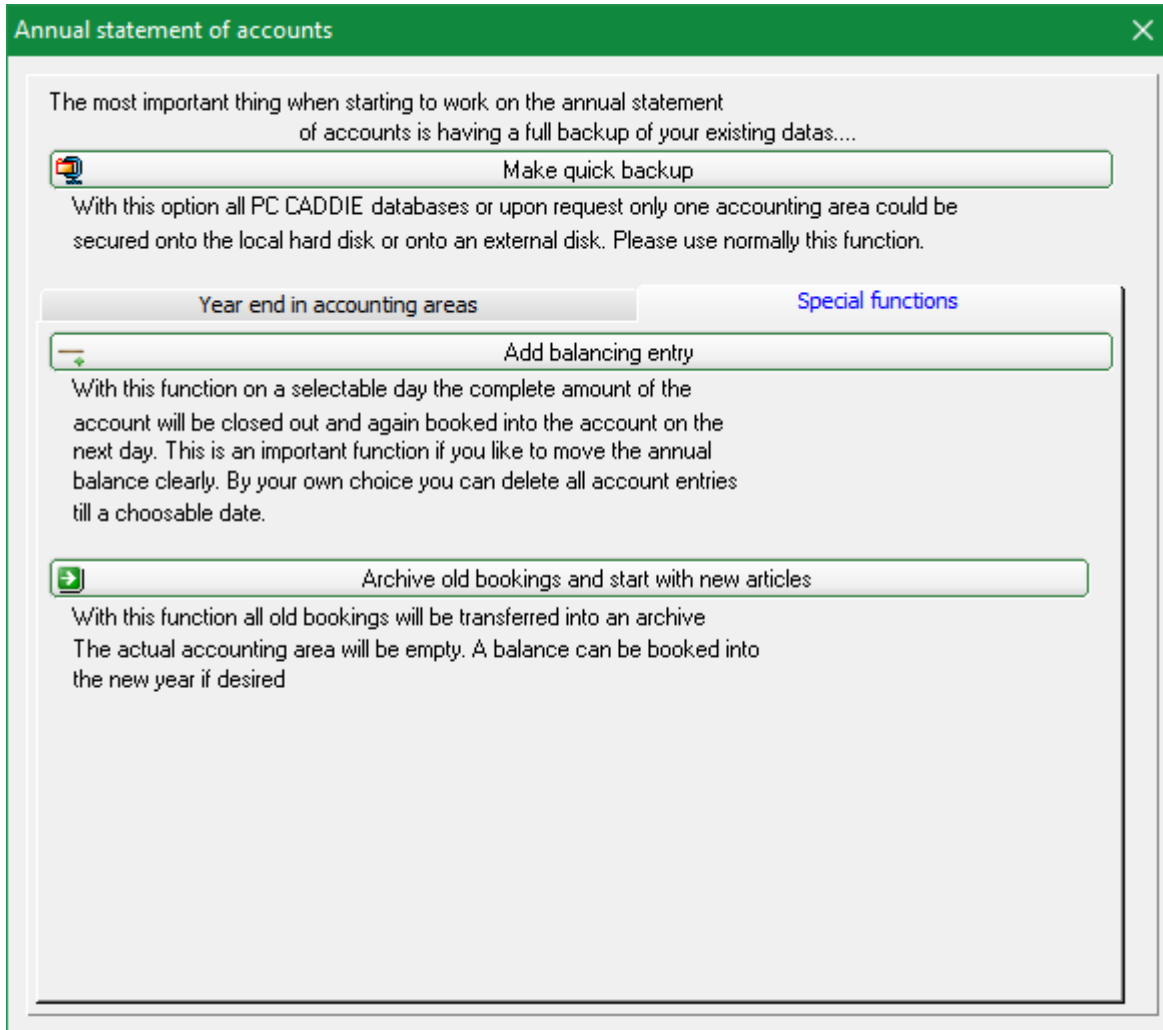 Annual statement of accounts
The most important thing when starting to work on the annual statement
of accounts is having a full backup of your existing datas....
Make quick backup
With this option all PC CADDIE databases or upon request only one accounting area could be
secured onto the local hard disk or onto an external disk. Please use normally this function.
Year end in accounting areas
Special functions
Add balancing entry
With this function on a selectable day the complete amount of the
account will be closed out and again booked into the account on the
next day. This is an important function if you like to move the annual
balance clearly. By your own choice you can delete all account entries
till a choosable date.
Archive old bookings and start with new articles
With this function all old bookings will be transferred into an archive
The actual accounting area will be empty. A balance can be booked into
the new year if desired